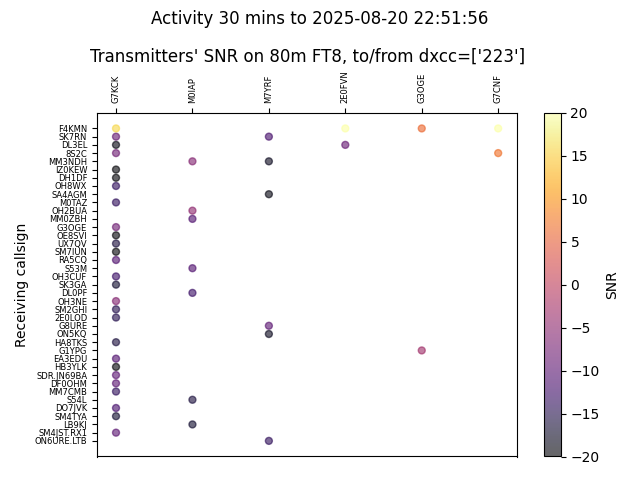 Activity 30 mins to 2025-08-20 22:51:56
Transmitters' SNR on 80m FT8, to/from dxcc=['223']
G7KCK
M0IAP
M7YRF
2E0FVN
G3OGE
G7CNF
F4KMN
SK7RN
DL3EL
8S2C
MM3NDH
IZ0KEW
DH1DF
OH8WX
SA4AGM
M0TAZ
OH2BUA
MM0ZBH
G3OGE
OE8SVI
UX7QV
SM7IUN
RA5CQ
S53M
OH3CUF
SK3GA
DL0PF
OH3NE
SM2GHI
2E0LOD
G8URE
ON5KQ
HA8TKS
G1YPG
EA3EDU
HB3YLK
SDR.IN69BA
DF0OHM
MM7CMB
S54L
DO7JVK
SM4TYA
LB9KJ
SM4IST.RX1
ON6URE.LTB
Receiving callsign
20
15
10
5
0
−5
−10
−15
−20
SNR